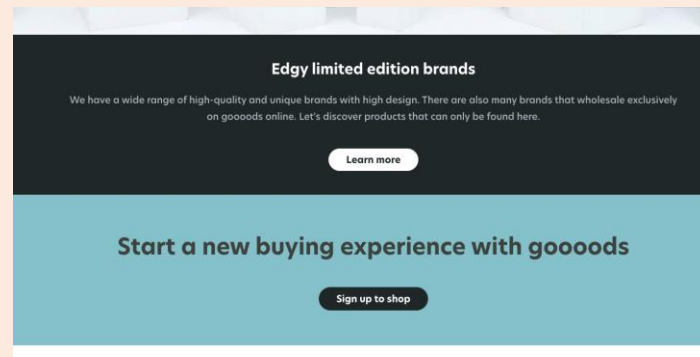 Edgy limited edition brands
We have a wide range of high-quality and unique brands with high design. There are also many brands that wholesale exclusively
on goooods online. Let's discover products that can only be found here.
Learn more
Start a new buying experience with goooods
Sign up to shop